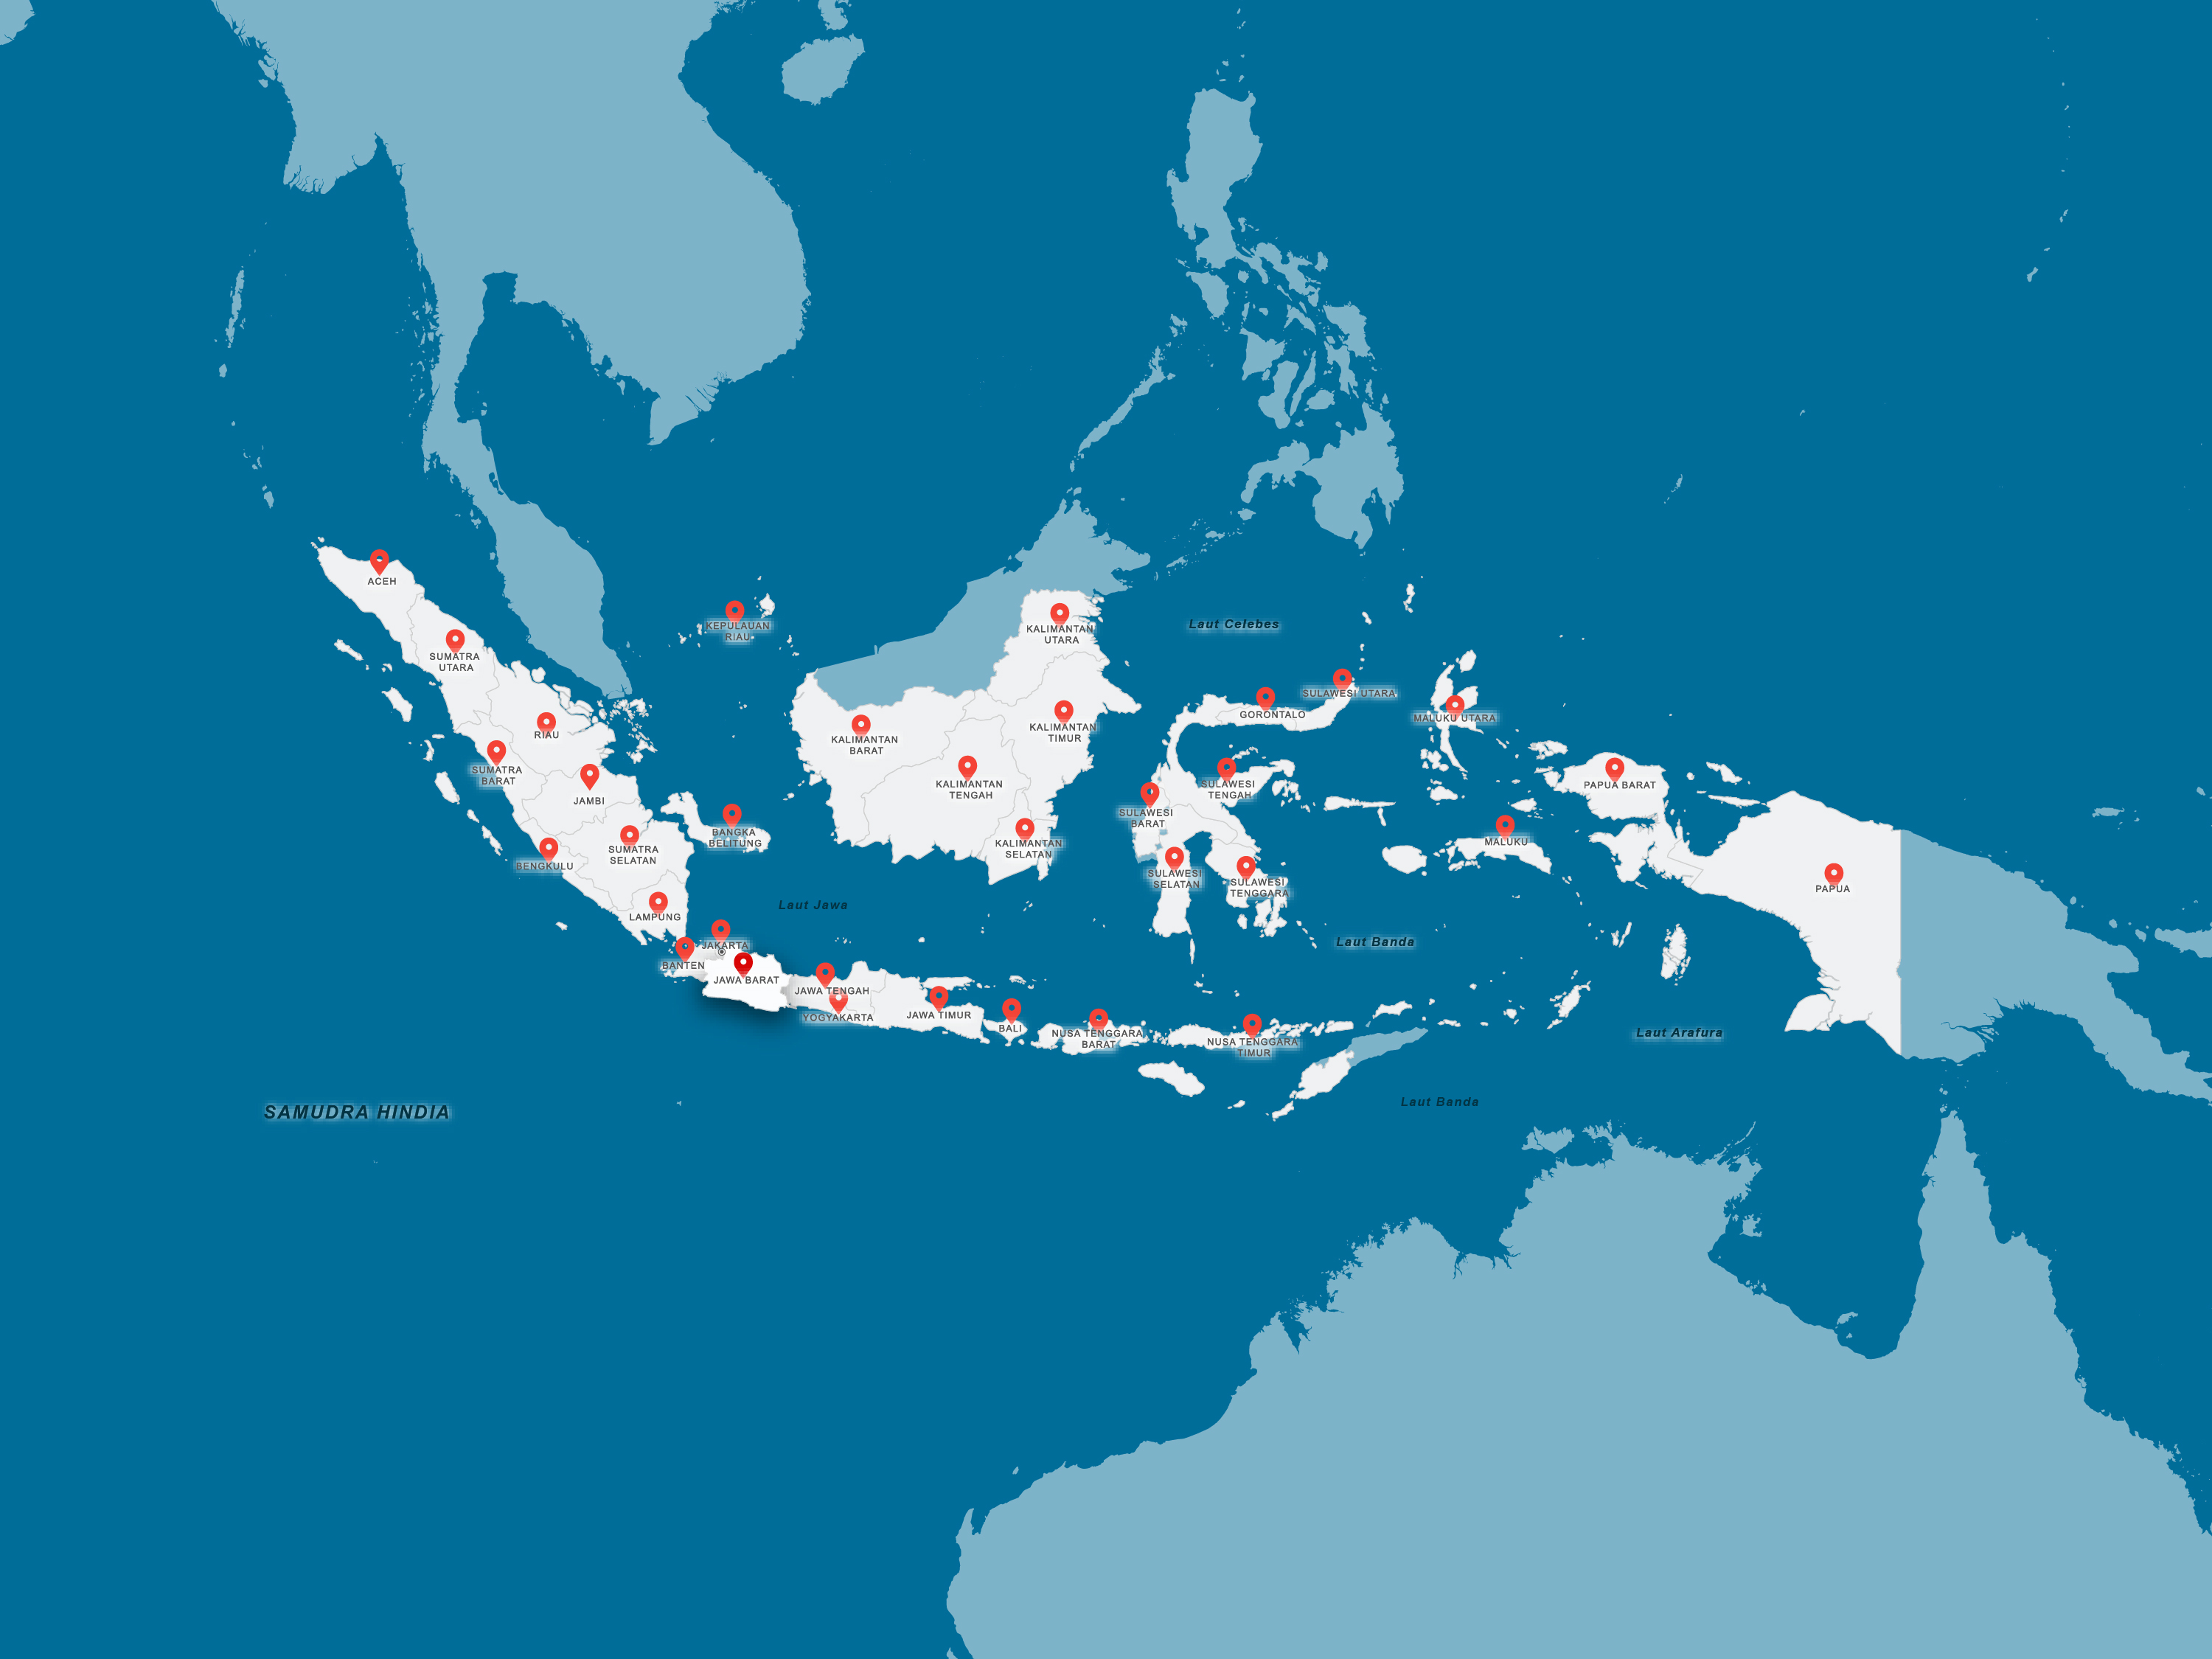 ACEH
KEPULAUAN
RIAU
Laut Celebes
KALIMANTAN
UTARA
SUMATRA
UTARA
SULAWESI UTARA
GORONTALO
MALUKU UTARA
KALIMANTAN
TIMUR
RIAU
KALIMANTAN
BARAT
SUMATRA
BARAT
KALIMANTAN
TENGAH
SULAWESI
TENGAH
PAPUA BARAT
JAMBI
SULAWESI
BARAT
BANGKA
BELITUNG
KALIMANTAN
SELATAN
MALUKU
SUMATRA
SELATAN
BENGKULU
SULAWESI
SELATAN
SULAWESI
TENGGARA
PAPUA
Laut Jawa
LAMPUNG
JAKARTA
Laut Banda
BANTEN
JAWA BARAT
JAWA TENGAH
YOGYAKARTA
JAWA TIMUR
BALI
NUSA TENGGARA
BARAT
NUSA TENGGARA
TIMUR
Laut Arafura
Laut Banda
SAMUDRA HINDIA